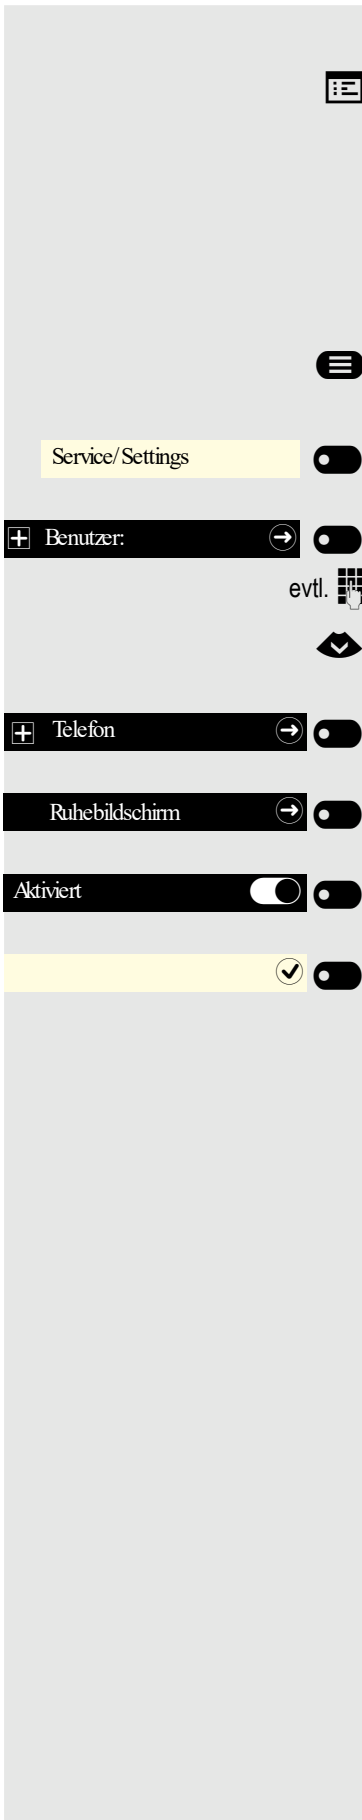 Service/Settings
Benutzer:
evtl.
Telefon
Ruhebildschirm
Aktiviert